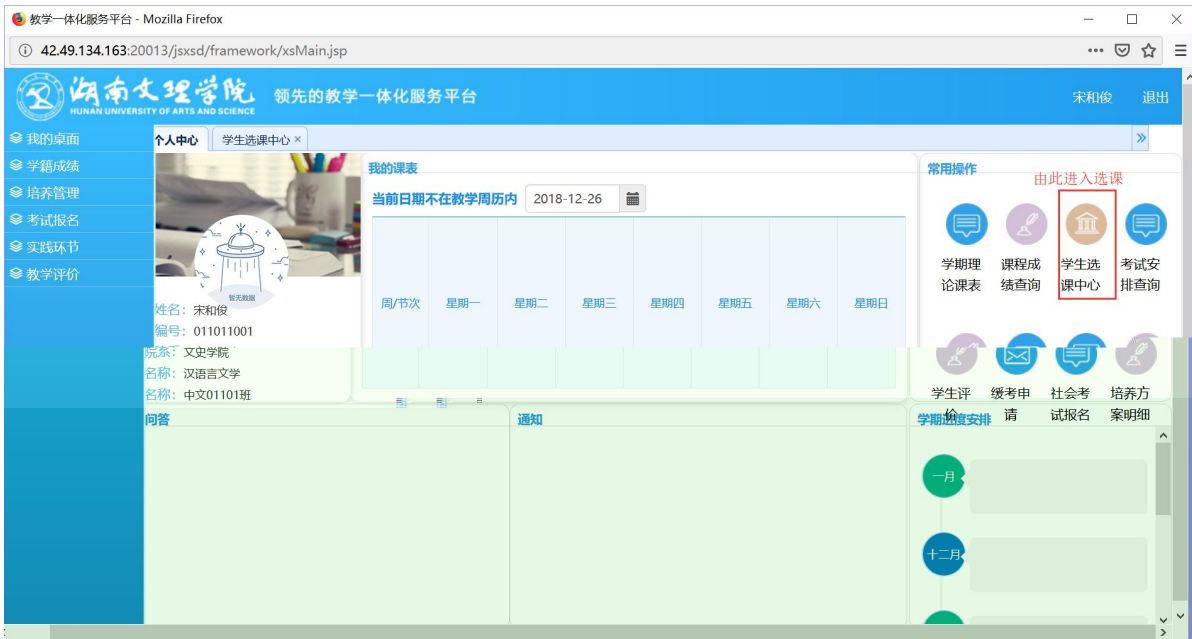 教学一体化服务平台 - Mozilla Firefox
42.49.134.163:20013/jsxsd/framework/xsMain.jsp
湖南文理学院
HUNAN UNIVERSITY OF ARTS AND SCIENCE
领先的教学一体化服务平台
宋和俊 退出
我的桌面
学籍成绩
培养管理
考试报名
实践环节
教学评价
个人中心 学生选课中心 ×
暂无数据
姓名：宋和俊
编号：011011001
院系：文史学院
名称：汉语言文学
名称：中文01101班
我的课表
当前日期不在教学周历内 2018-12-26
周/节次 星期一 星期二 星期三 星期四 星期五 星期六 星期日
常用操作
由此进入选课
学期理论课表
课程成绩查询
学生选课中心
考试安排查询
学生评价
缓考申请
社会考试报名
培养方案明细
问答
通知
学期进度安排
一月
十二月